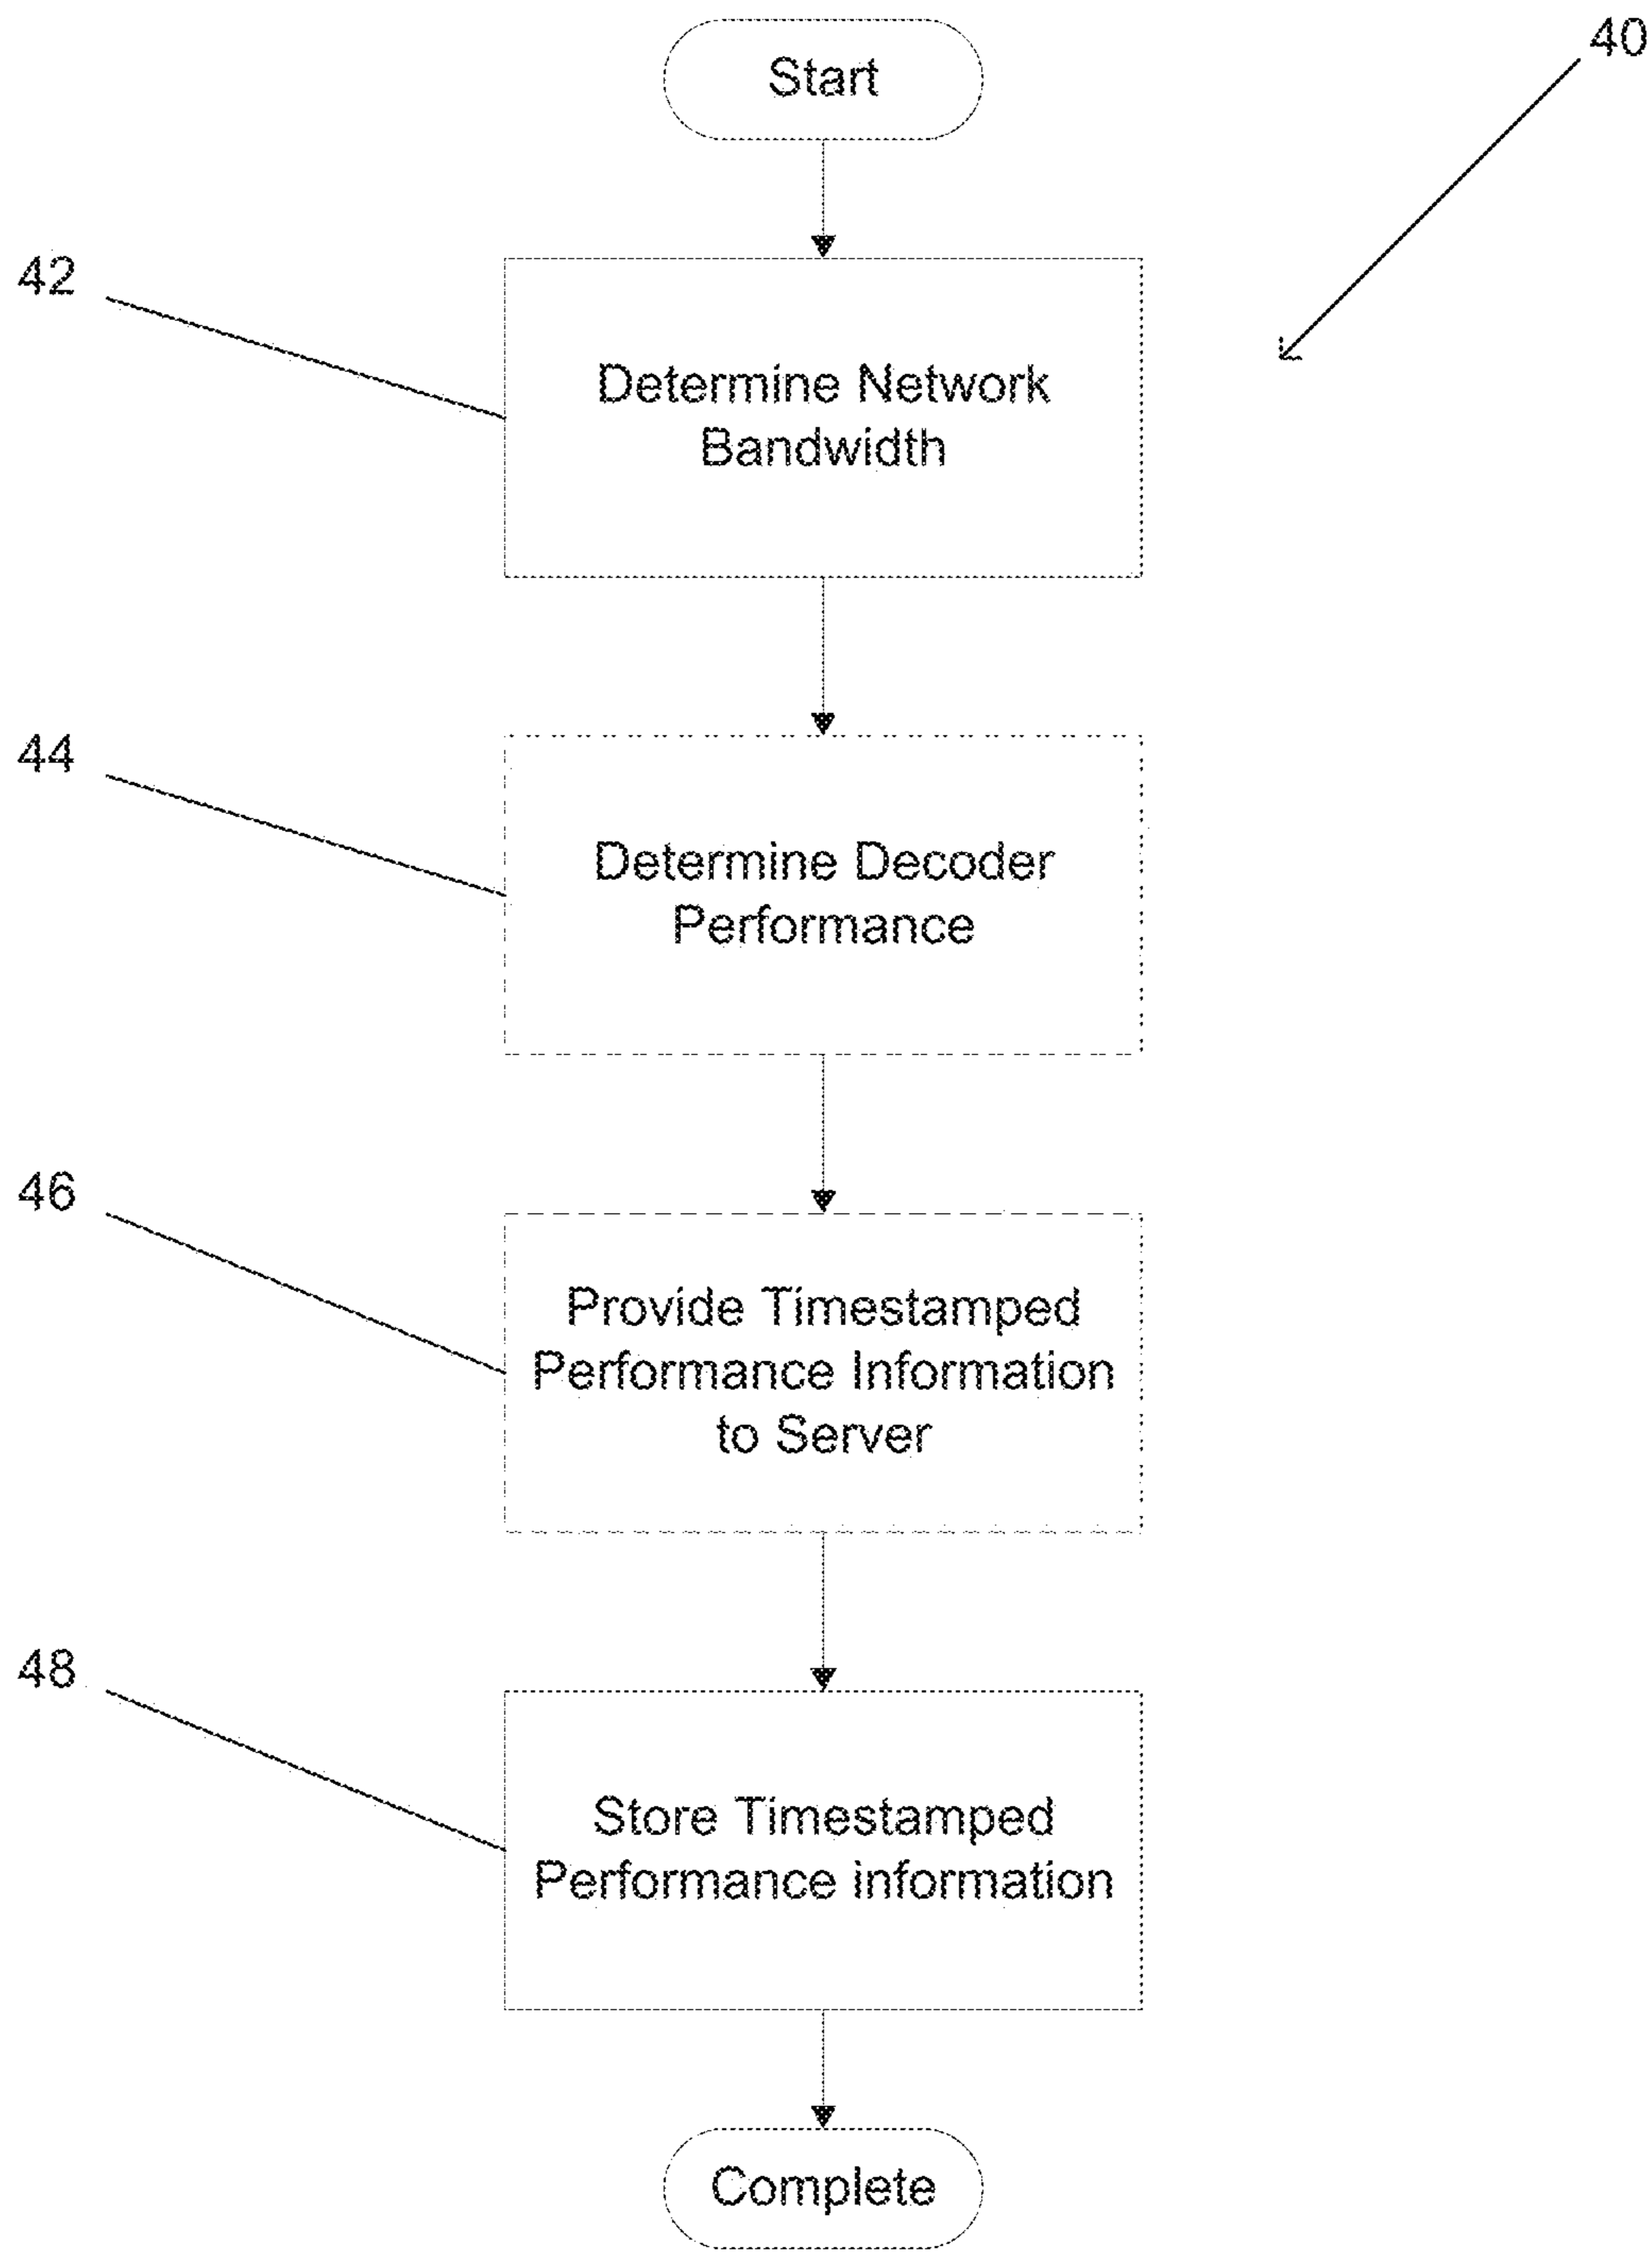 Start
40
42
Determine Network
Bandwidth
44
Determine Decoder
Performance
46
Provide Timestamped
Performance Information
to Server
48
Store Timestamped
Performance information
Complete